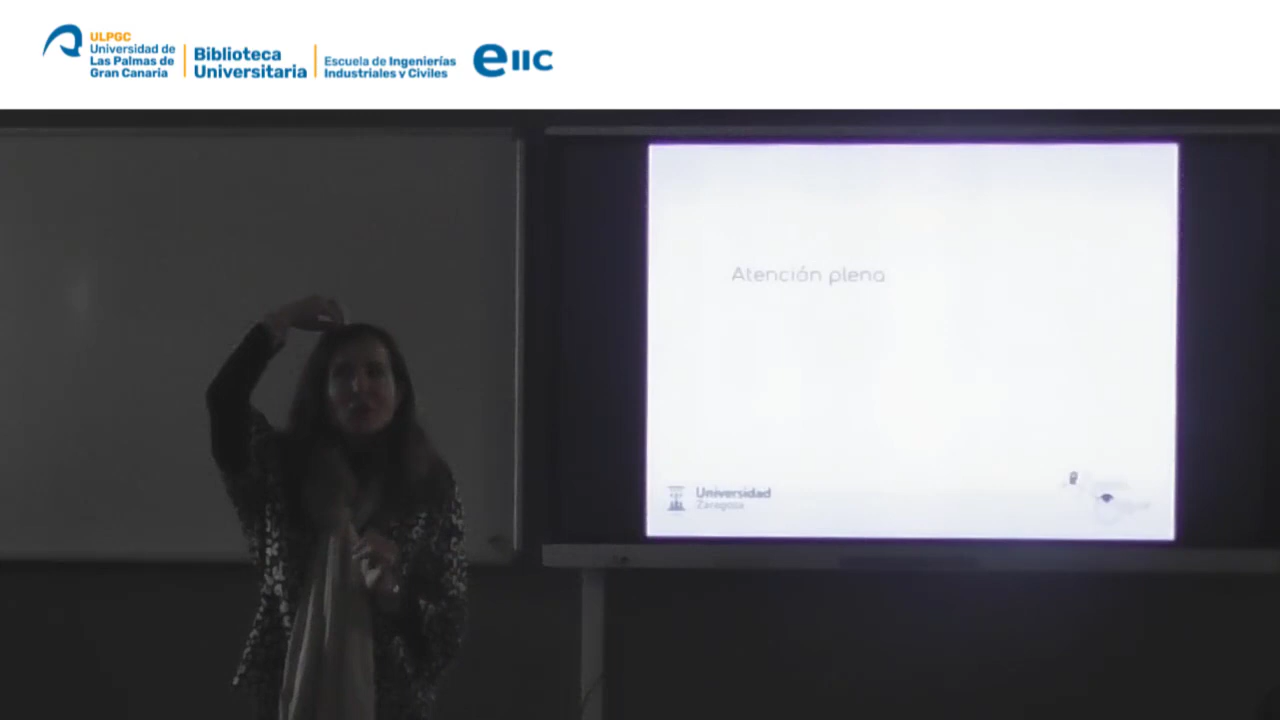 ULPGC
Universidad de
Las Palmas de
Gran Canaria
Biblioteca
Universitaria
Escuela de Ingenierías
Industriales y Civiles
eiic
Atención plena
Universidad
Zaragoza